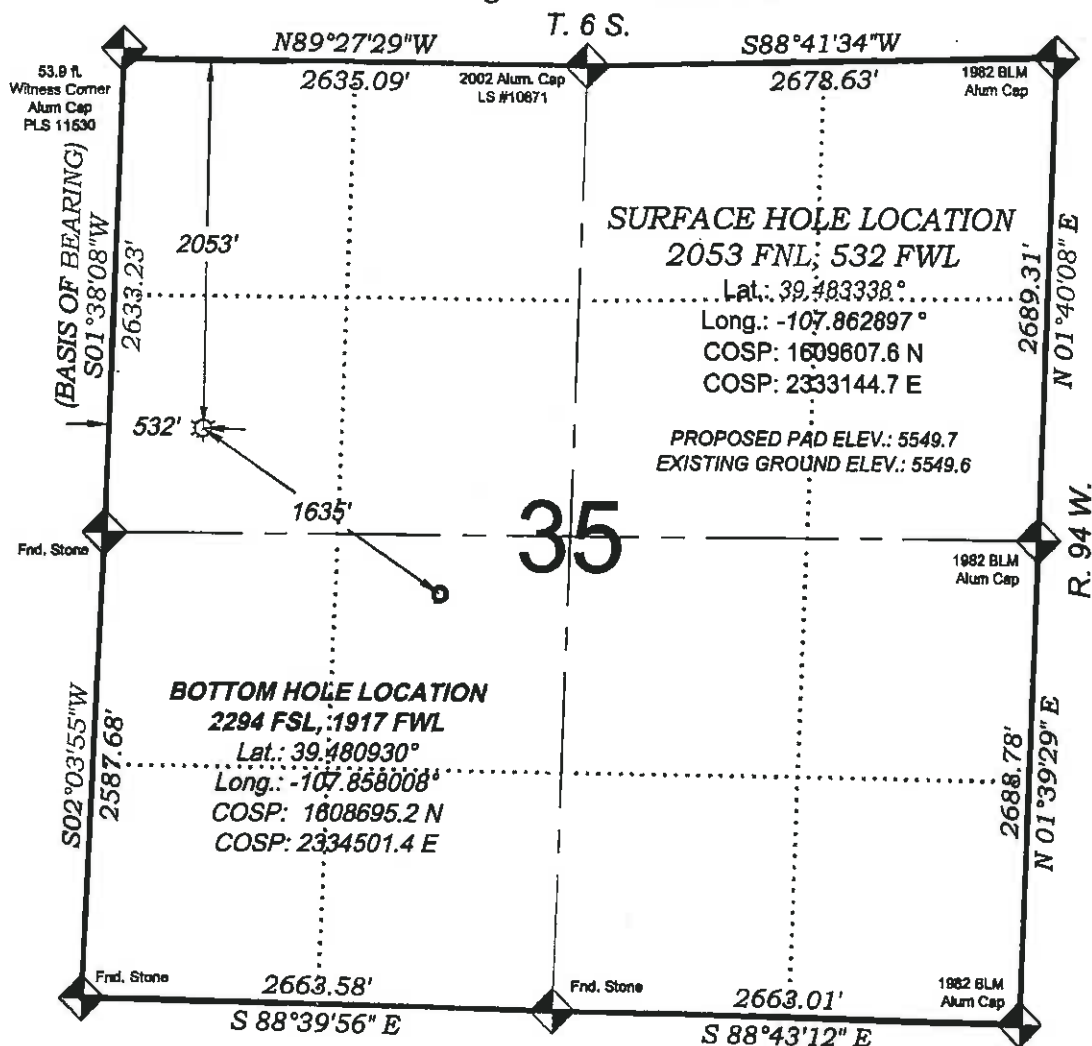 T. 6 S.
N89°27'29"W
2635.09'
S88°41'34"W
2678.63'
53.9 ft.
Witness Corner
Alum Cap
PLS 11530
2002 Alum. Cap
LS #10871
1982 BLM
Alum Cap
(BASIS OF BEARING)
S01°38'08"W
2633.23'
2053'
532'
1635'
SURFACE HOLE LOCATION
2053 FNL, 532 FWL
Lat.: 39.483338°
Long.: -107.862897°
COSP: 1609607.6 N
COSP: 2333144.7 E
PROPOSED PAD ELEV.: 5549.7
EXISTING GROUND ELEV.: 5549.6
2689.31'
N 01°40'08" E
35
R. 94 W.
Fnd. Stone
1982 BLM
Alum Cap
BOTTOM HOLE LOCATION
2294 FSL, 1917 FWL
Lat.: 39.480930°
Long.: -107.858008°
COSP: 1608695.2 N
COSP: 2334501.4 E
S02°03'55"W
2587.68'
2688.78'
N 01°39'29" E
Fnd. Stone
2663.58'
S 88°39'56" E
Fnd. Stone
2663.01'
S 88°43'12" E
1982 BLM
Alum Cap